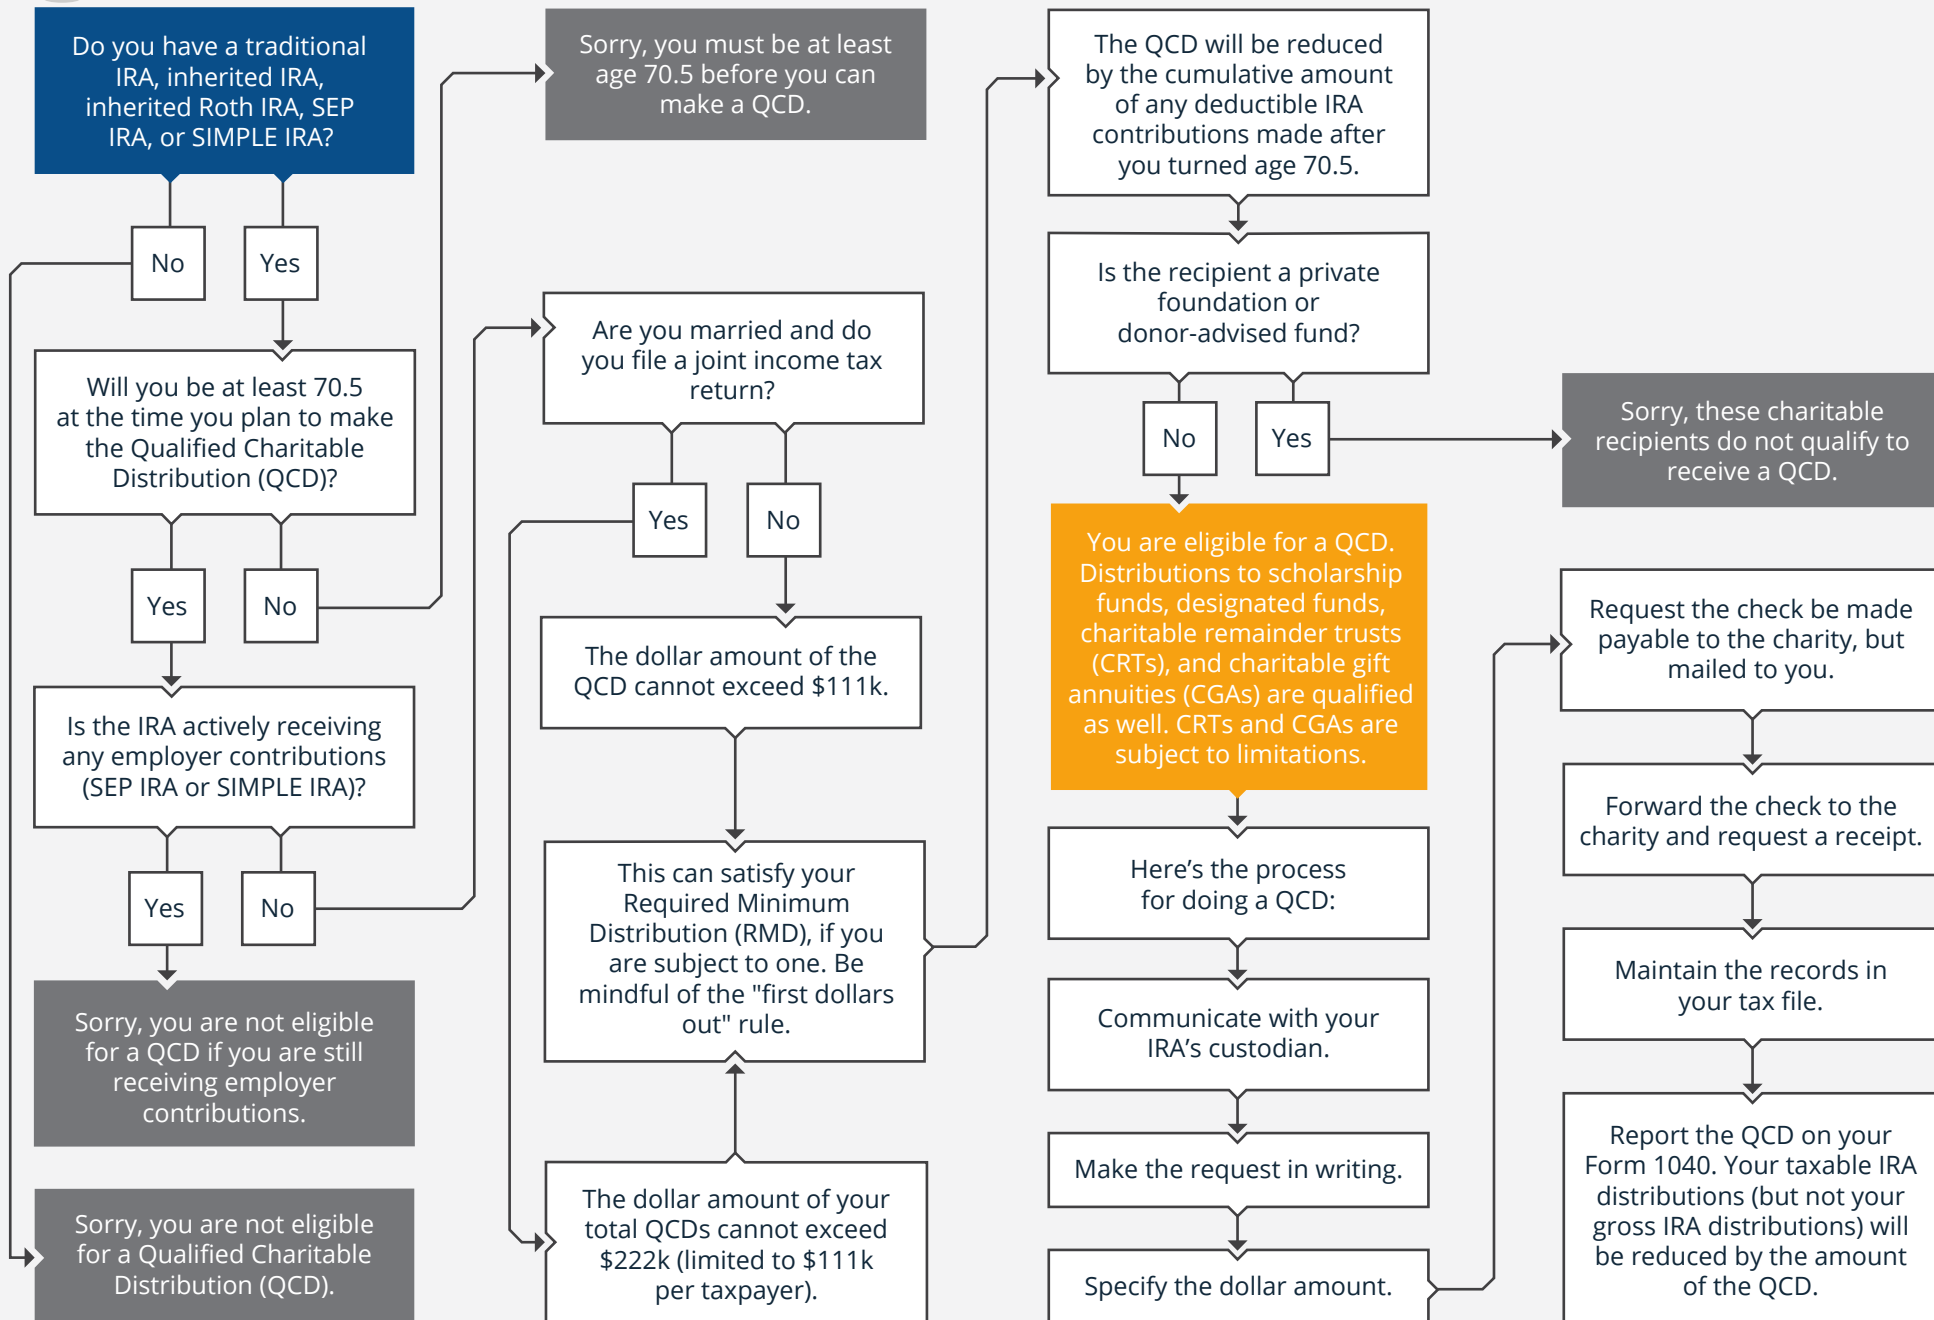 Do you have a traditional
IRA, inherited IRA,
inherited Roth IRA, SEP
IRA, or SIMPLE IRA?
No
Yes
Will you be at least 70.5
at the time you plan to make
the Qualified Charitable
Distribution (QCD)?
Yes
No
Is the IRA actively receiving
any employer contributions
(SEP IRA or SIMPLE IRA)?
Yes
No
Sorry, you are not eligible
for a QCD if you are still
receiving employer
contributions.
Sorry, you are not eligible
for a Qualified Charitable
Distribution (QCD).
Sorry, you must be at least
age 70.5 before you can
make a QCD.
Are you married and do
you file a joint income tax
return?
Yes
No
The dollar amount of the
QCD cannot exceed $111k.
This can satisfy your
Required Minimum
Distribution (RMD), if you
are subject to one. Be
mindful of the "first dollars
out" rule.
The dollar amount of your
total QCDs cannot exceed
$222k (limited to $111k
per taxpayer).
The QCD will be reduced
by the cumulative amount
of any deductible IRA
contributions made after
you turned age 70.5.
Is the recipient a private
foundation or
donor-advised fund?
No
Yes
Sorry, these charitable
recipients do not qualify to
receive a QCD.
You are eligible for a QCD.
Distributions to scholarship
funds, designated funds,
charitable remainder trusts
(CRTs), and charitable gift
annuities (CGAs) are qualified
as well. CRTs and CGAs are
subject to limitations.
Here’s the process
for doing a QCD:
Communicate with your
IRA’s custodian.
Make the request in writing.
Specify the dollar amount.
Request the check be made
payable to the charity, but
mailed to you.
Forward the check to the
charity and request a receipt.
Maintain the records in
your tax file.
Report the QCD on your
Form 1040. Your taxable IRA
distributions (but not your
gross IRA distributions) will
be reduced by the amount
of the QCD.